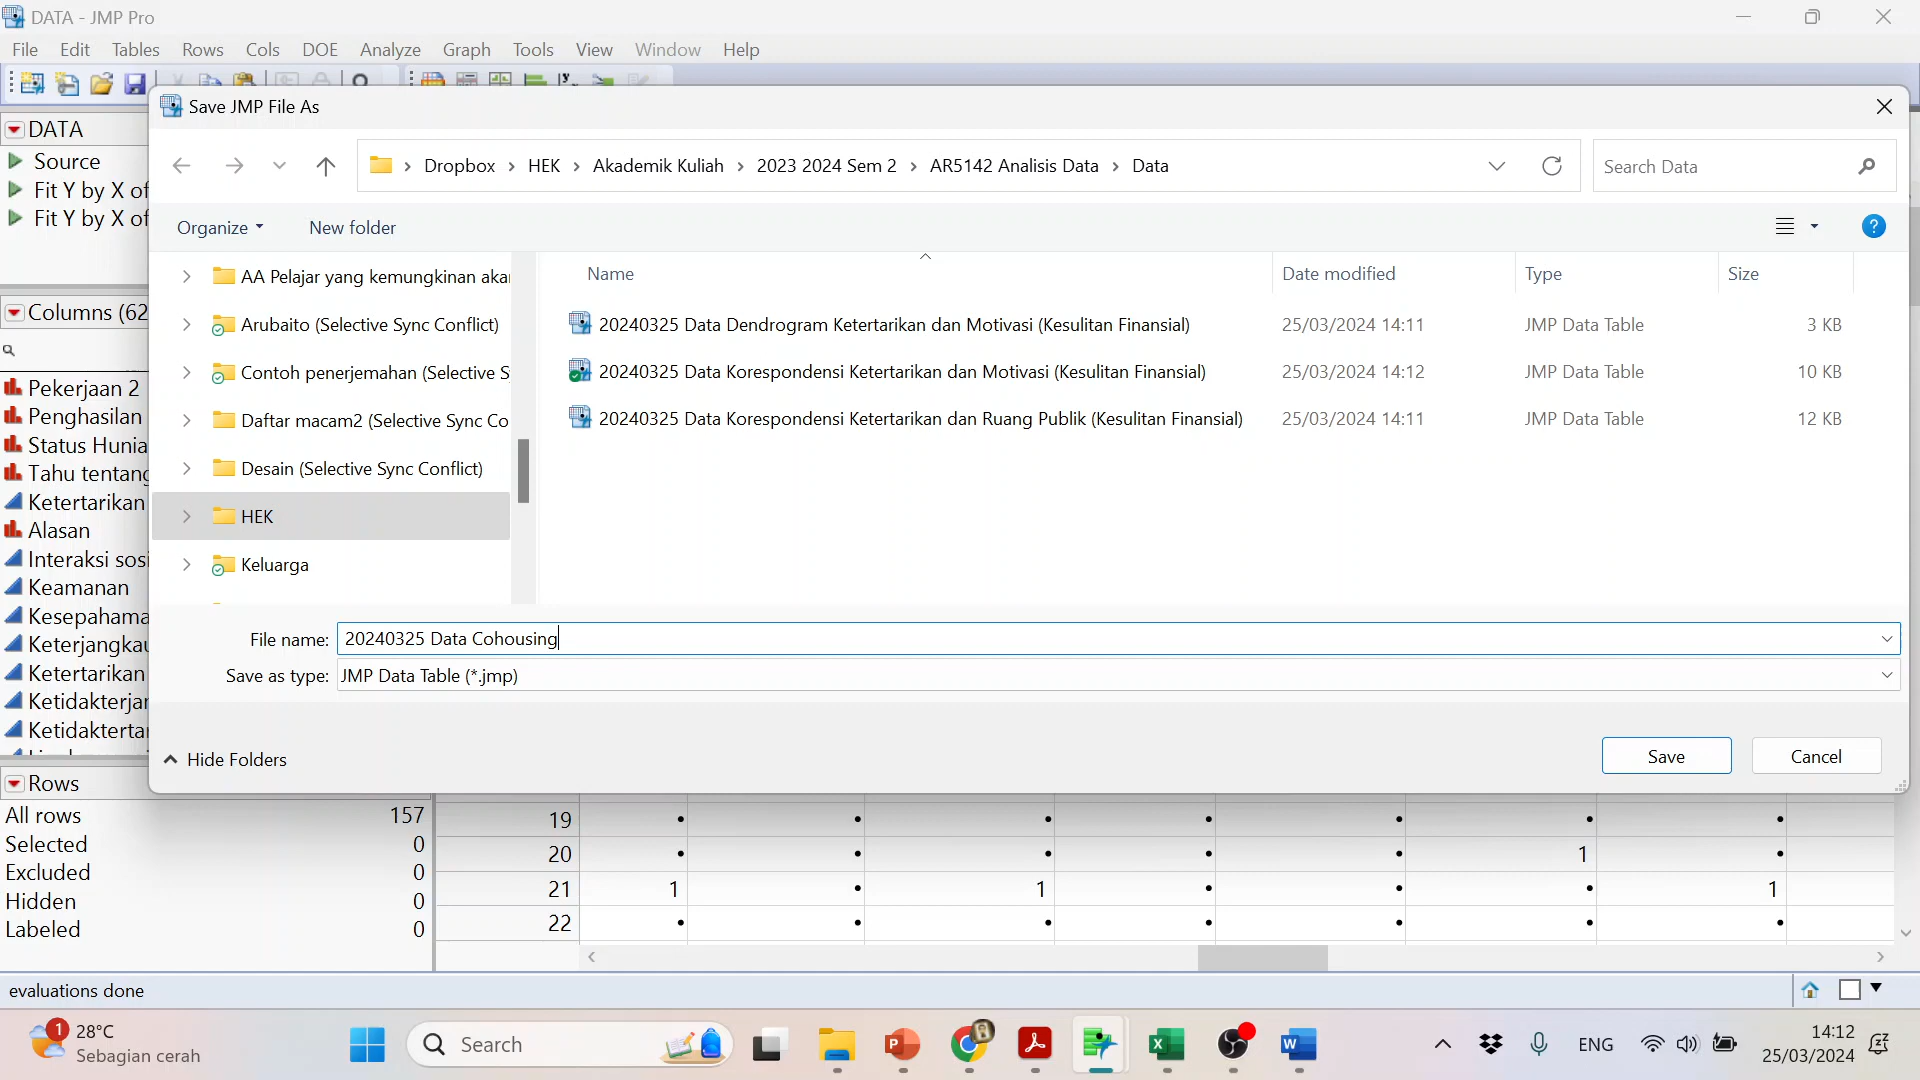 DATA - JMP Pro
File Edit Tables Rows Cols DOE Analyze Graph Tools View Window Help
Save JMP File As
DATA
Source
Fit Y by X of
Fit Y by X of
Dropbox > HEK > Akademik Kuliah > 2023 2024 Sem 2 > AR5142 Analisis Data > Data
Search Data
Organize
New folder
Columns (62
Pekerjaan 2
Penghasilan
Status Hunia
Tahu tentang
Ketertarikan
Alasan
Interaksi sosi
Keamanan
Kesepahama
Keterjangkau
Ketertarikan
Ketidakterjan
Ketidaktertar
AA Pelajar yang kemungkinan akan
Arubaito (Selective Sync Conflict)
Contoh penerjemahan (Selective S
Daftar macam2 (Selective Sync Co
Desain (Selective Sync Conflict)
HEK
Keluarga
Name Date modified Type Size
20240325 Data Dendrogram Ketertarikan dan Motivasi (Kesulitan Finansial) 25/03/2024 14:11 JMP Data Table 3 KB
20240325 Data Korespondensi Ketertarikan dan Motivasi (Kesulitan Finansial) 25/03/2024 14:12 JMP Data Table 10 KB
20240325 Data Korespondensi Ketertarikan dan Ruang Publik (Kesulitan Finansial) 25/03/2024 14:11 JMP Data Table 12 KB
File name: 20240325 Data Cohousing
Save as type: JMP Data Table (*.jmp)
Hide Folders
Save
Cancel
Rows
All rows 157
Selected 0
Excluded 0
Hidden 0
Labeled 0
19 • • • • • • •
20 • • • • • 1 •
21 1 • 1 • • • 1
22 • • • • • • •
evaluations done
1
28°C
Sebagian cerah
Search
ENG
14:12
25/03/2024